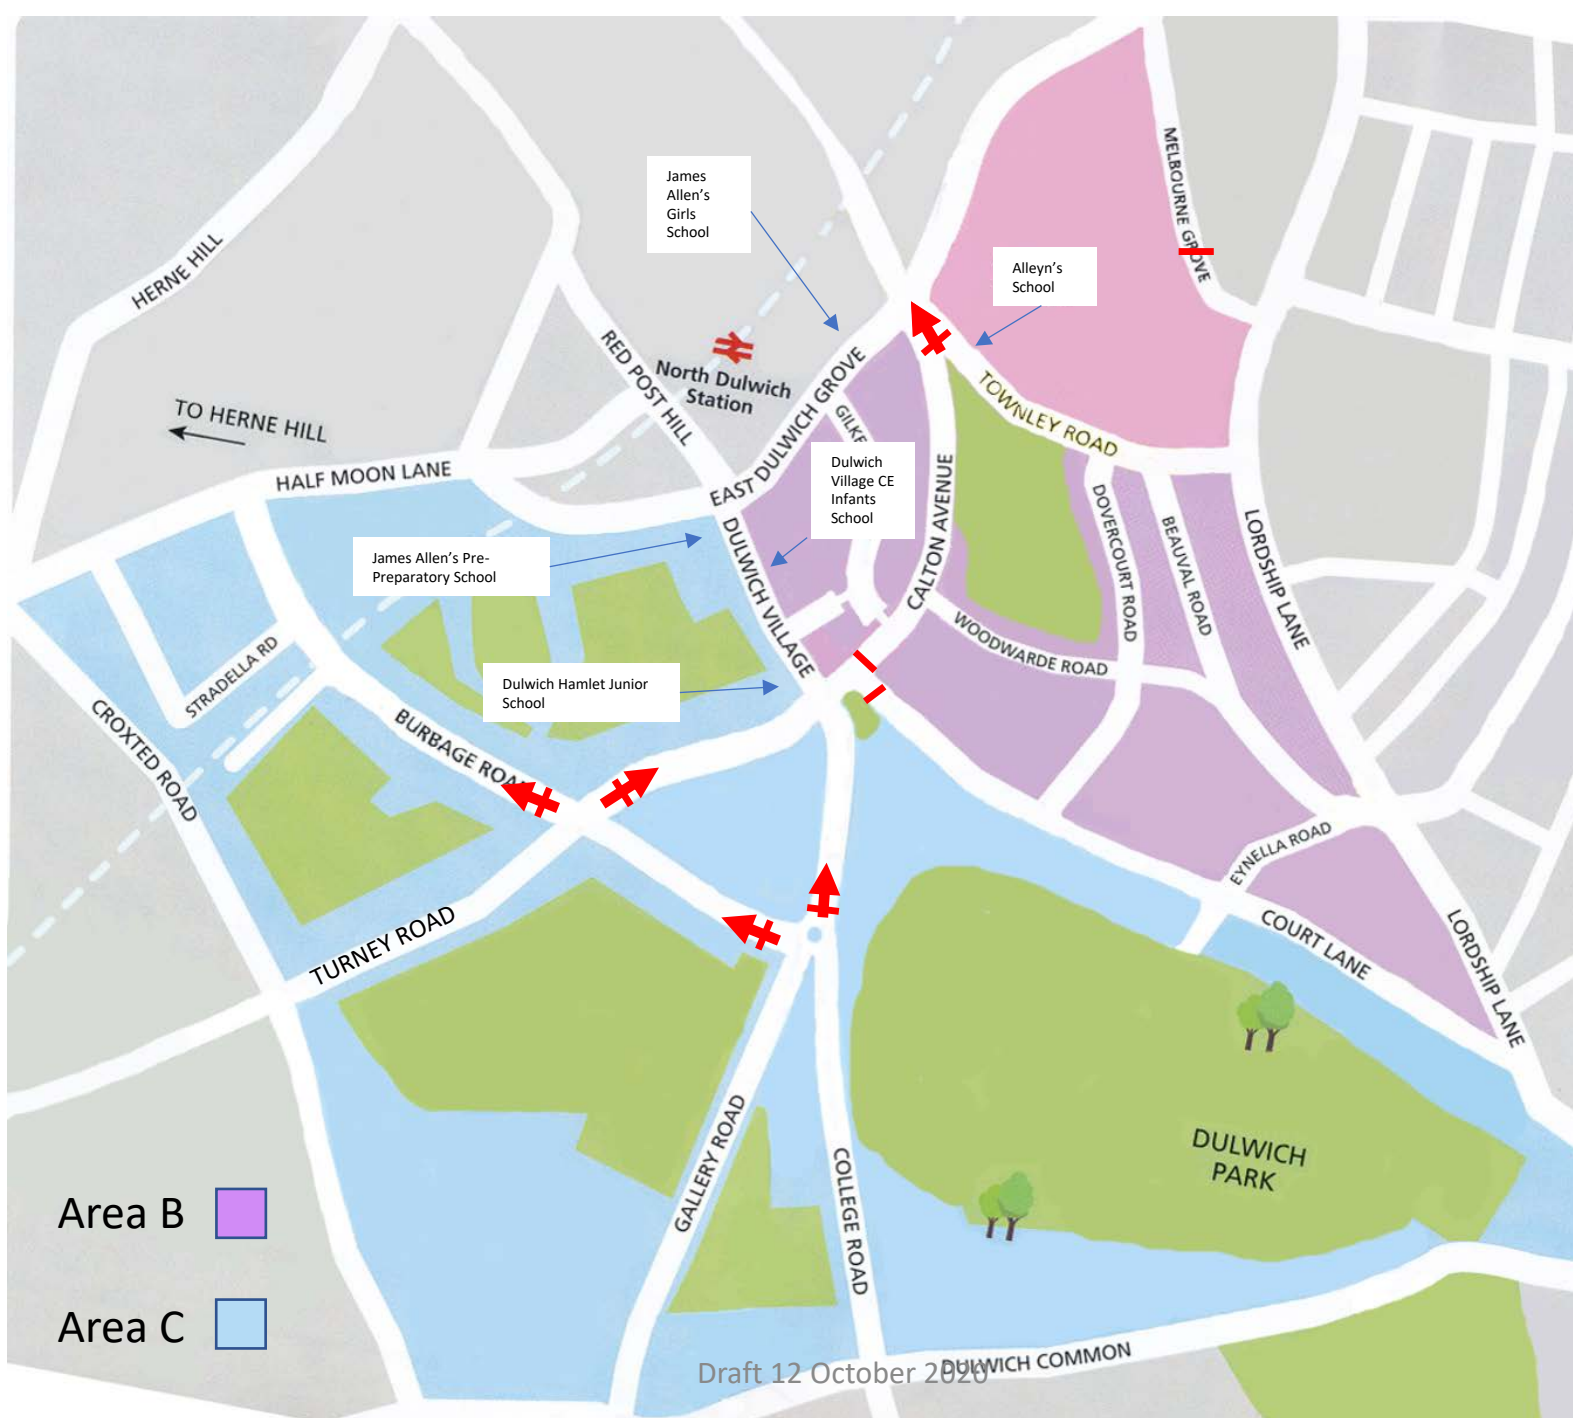 MELBOURNE GROVE
James
Allen's
Girls
School
HERNE HILL
Alleyn's
School
RED POST HILL
North Dulwich
Station
TO HERNE HILL
HALF MOON LANE
EAST DULWICH GROVE
TOWNLEY ROAD
Dulwich
Village CE
Infants
School
CALTON AVENUE
DOVERCOURT ROAD
BEAUVAL ROAD
LORDSHIP LANE
James Allen's Pre-
Preparatory School
DULWICH VILLAGE
WOODWARDE ROAD
STRADELLA RD
Dulwich Hamlet Junior
School
CROXTED ROAD
BURBAGE ROAD
EYNELLA ROAD
TURNEY ROAD
COURT LANE
LORDSHIP LANE
GALLERY ROAD
COLLEGE ROAD
DULWICH
PARK
Area B
Area C
Draft 12 October 2020
DULWICH COMMON